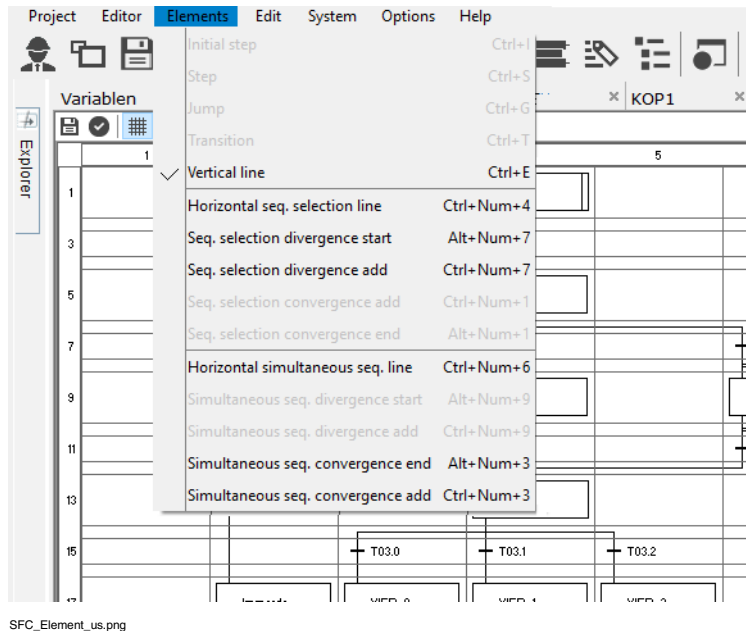 Project Editor Elements Edit System Options Help
Initial step Ctrl+I
Step Ctrl+S
Jump Ctrl+G
Transition Ctrl+T
Vertical line Ctrl+E
Horizontal seq. selection line Ctrl+Num+4
Seq. selection divergence start Alt+Num+7
Seq. selection divergence add Ctrl+Num+7
Seq. selection convergence add Ctrl+Num+1
Seq. selection convergence end Alt+Num+1
Horizontal simultaneous seq. line Ctrl+Num+6
Simultaneous seq. divergence start Alt+Num+9
Simultaneous seq. divergence add Ctrl+Num+9
Simultaneous seq. convergence end Alt+Num+3
Simultaneous seq. convergence add Ctrl+Num+3
Variablen × KOP1 ×
Explorer
1 5
1
3
5
7
9
11
13
15 T03.0 T03.1 T03.2
SFC_Element_us.png